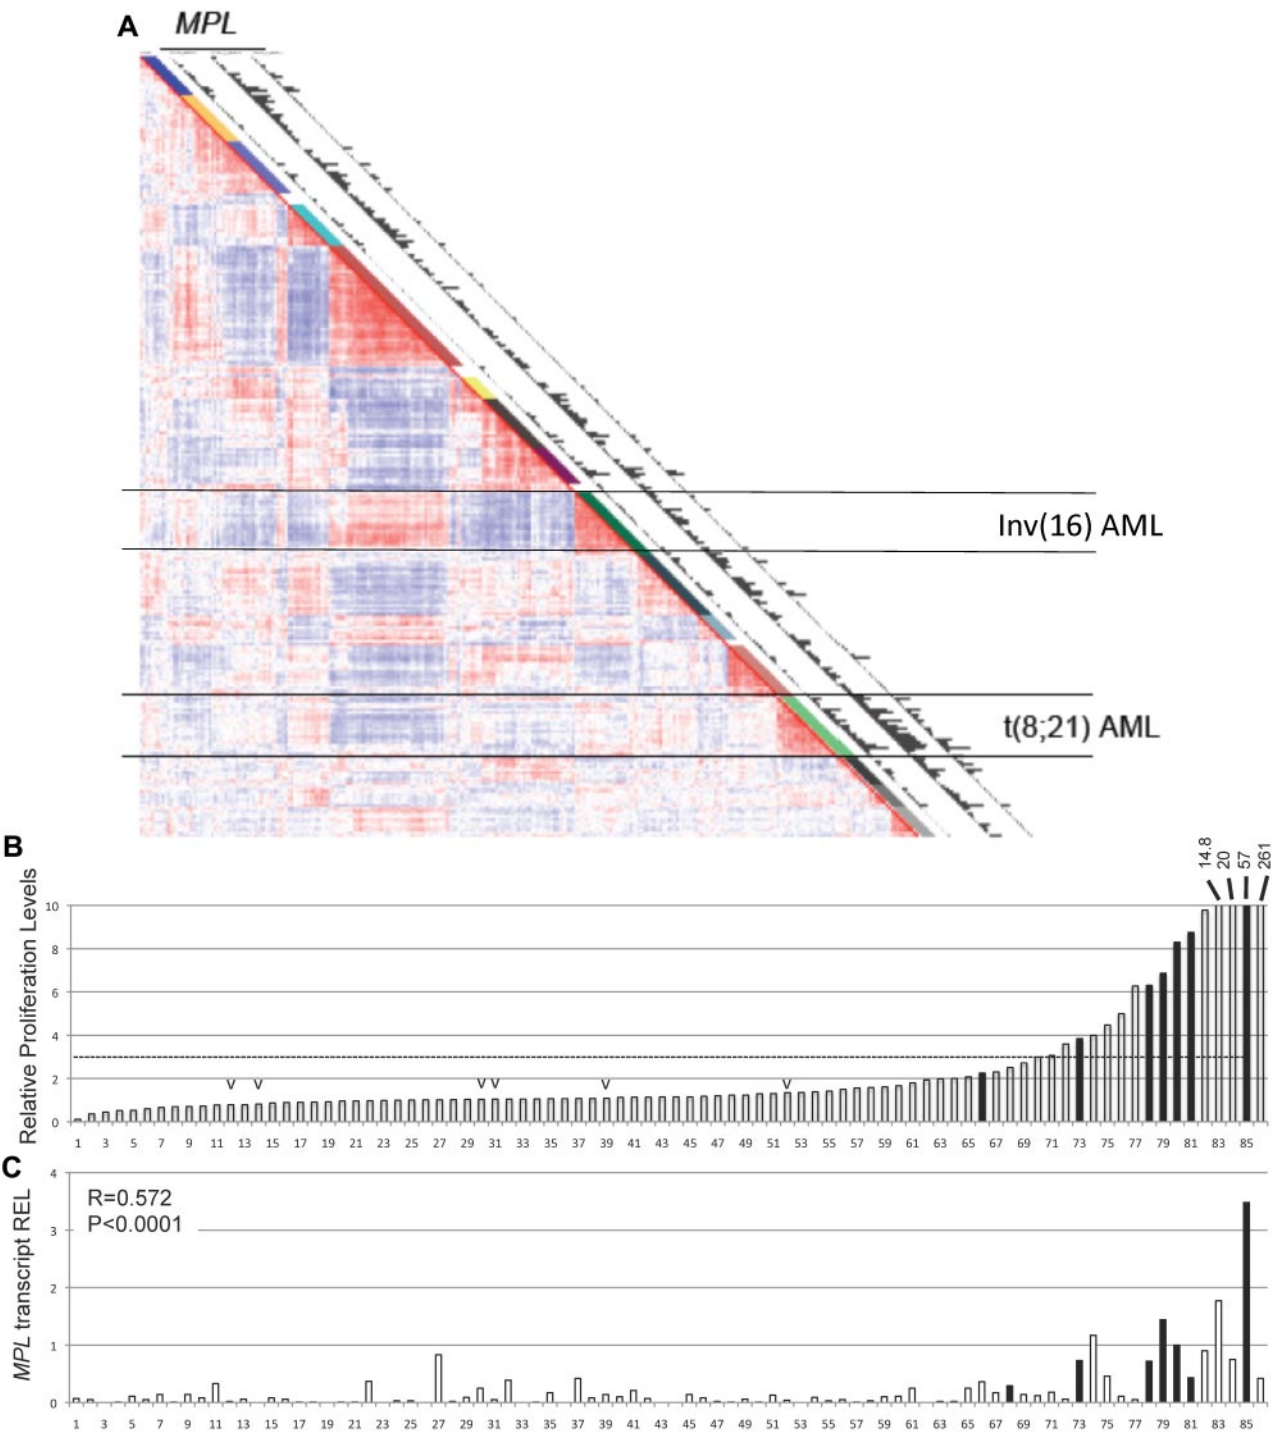 A
MPL
Inv(16) AML
t(8;21) AML
B
14.8 20 57 261
Relative Proliferation Levels
10
8
6
4
2
0
v v v v v v
1 3 5 7 9 11 13 15 17 19 21 23 25 27 29 31 33 35 37 39 41 43 45 47 49 51 53 55 57 59 61 63 65 67 69 71 73 75 77 79 81 83 85
C
MPL transcript REL
R=0.572
P<0.0001
4
3
2
1
0
1 3 5 7 9 11 13 15 17 19 21 23 25 27 29 31 33 35 37 39 41 43 45 47 49 51 53 55 57 59 61 63 65 67 69 71 73 75 77 79 81 83 85